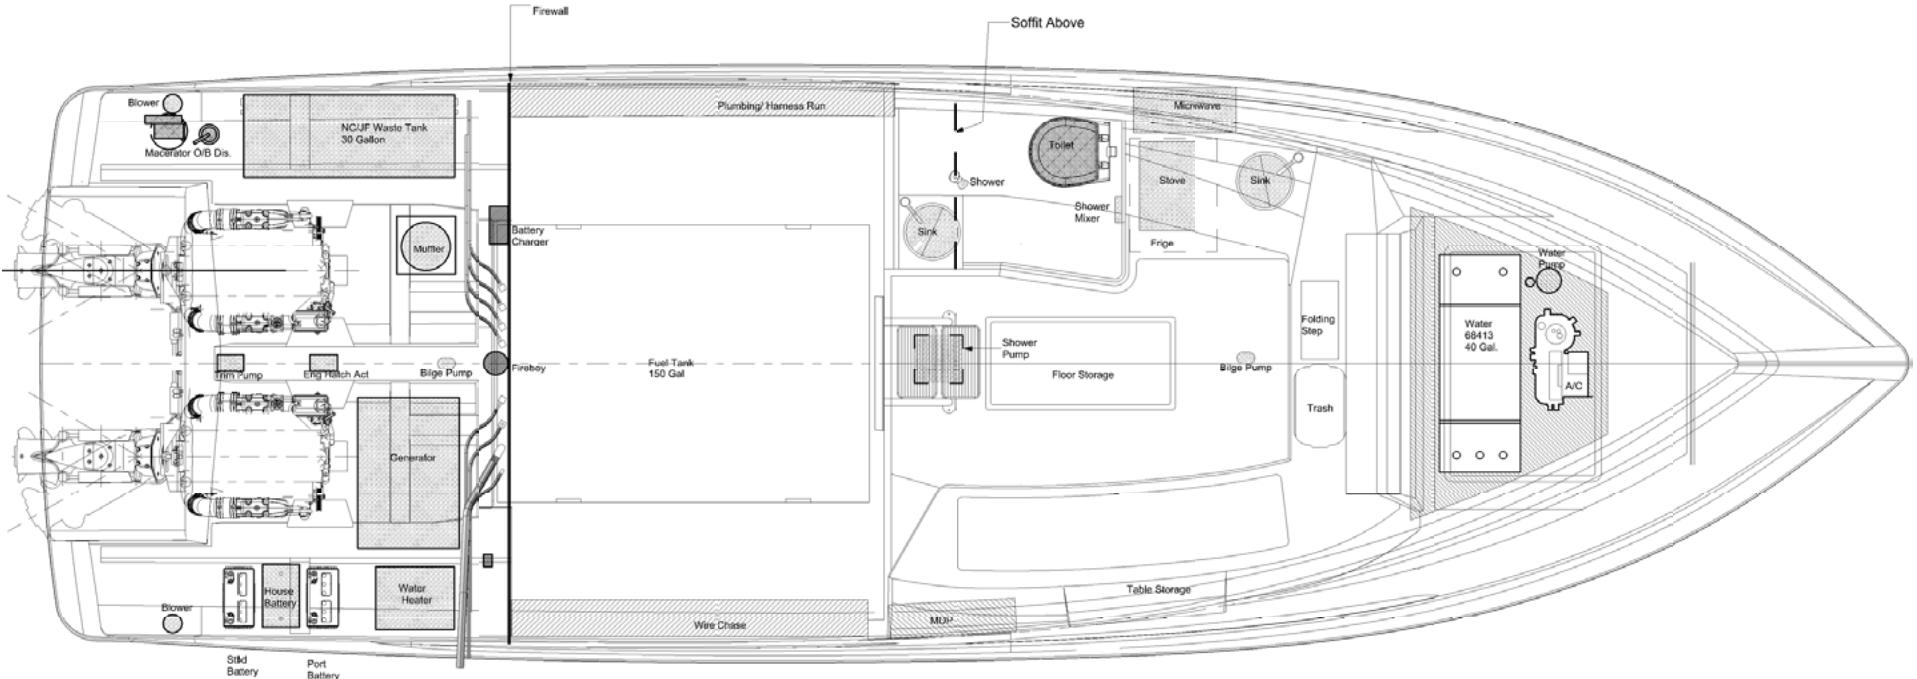 Firewall
Soffit Above
Blower
Macerator O/B Dis.
NC/JF Waste Tank
30 Gallon
Plumbing/ Harness Run
Microwave
Toilet
Stove
Sink
Shower
Shower
Mixer
Sink
Frige
Battery
Charger
Muffler
Water
Pump
Folding
Step
Water
68413
40 Gal.
A/C
Trim Pump
Eng Hatch Act
Bilge Pump
Fireboy
Fuel Tank
150 Gal
Shower
Pump
Floor Storage
Bilge Pump
Trash
Generator
Blower
House
Battery
Water
Heater
Wire Chase
MDP
Table Storage
Stbd
Battery
Port
Battery